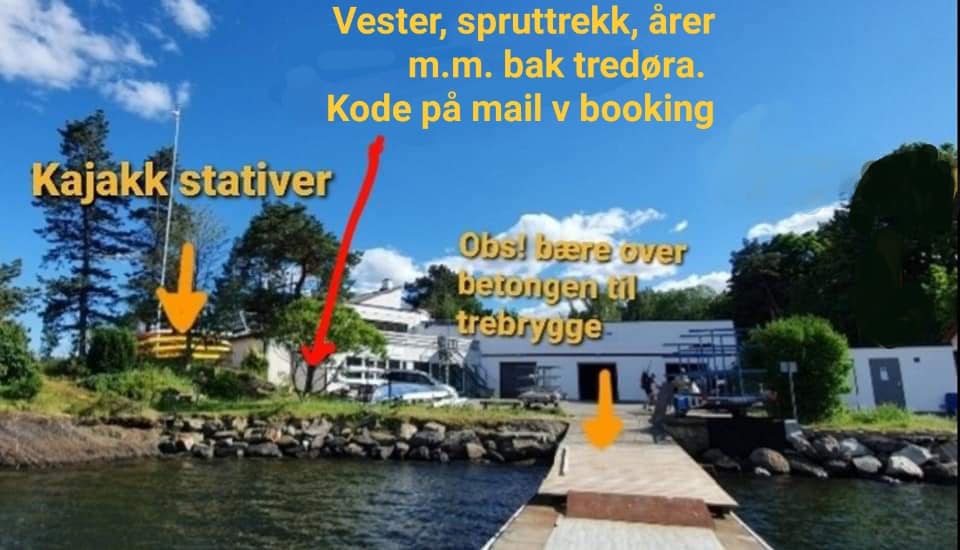 Vester, spruttrekk, årer
m.m. bak tredøra.
Kode på mail v booking
Kajakk stativer
Obs! bære over
betongen til
trebrygge